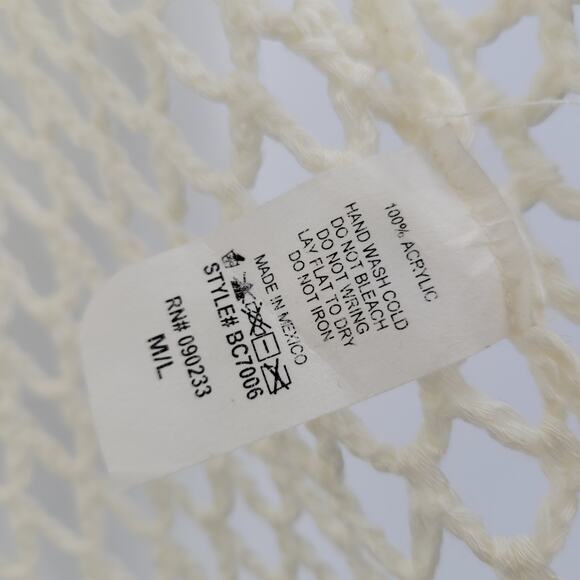 100% ACRYLIC
HAND WASH COLD
DO NOT BLEACH
DO NOT WRING
LAY FLAT TO DRY
DO NOT IRON
MADE IN MEXICO
STYLE# BC7006
RN# 090233
M/L